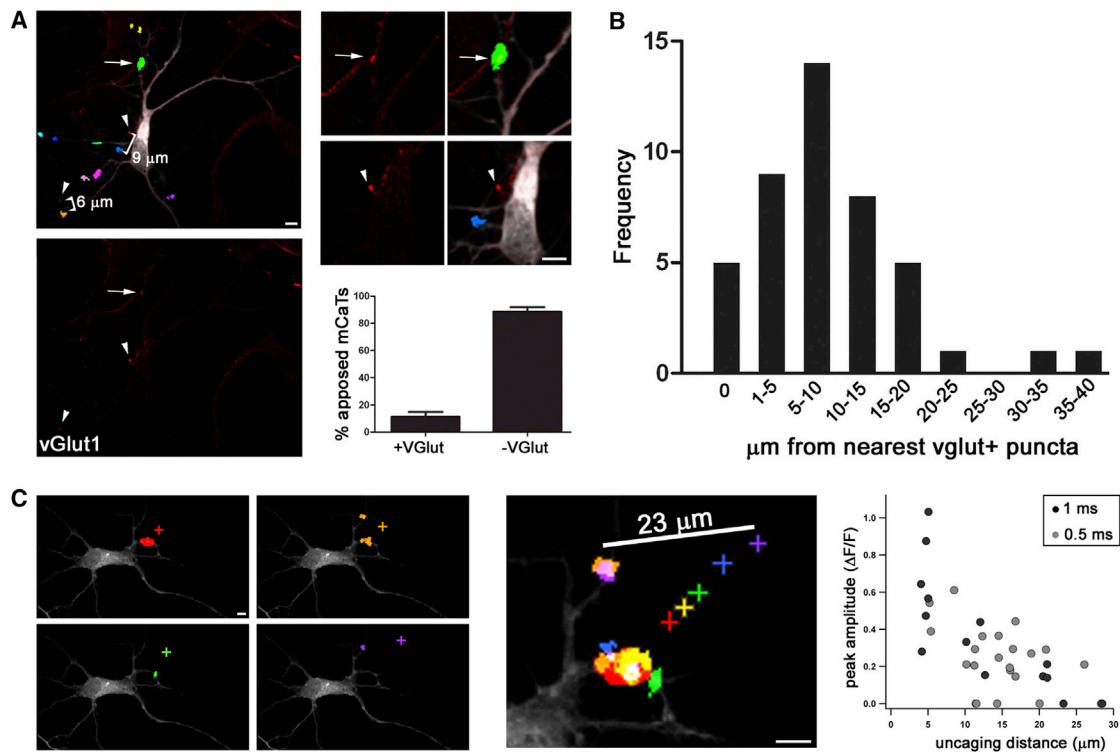 A
9 μm
6 μm
vGlut1
% apposed mCaTs
100
80
60
40
20
0
+VGlut
-VGlut
B
Frequency
15
10
5
0
0
1-5
5-10
10-15
15-20
20-25
25-30
30-35
35-40
μm from nearest vglut+ puncta
C
23 μm
1 ms
0.5 ms
peak amplitude (ΔF/F)
1.0
0.8
0.6
0.4
0.2
0.0
0
5
10
15
20
25
30
uncaging distance (μm)